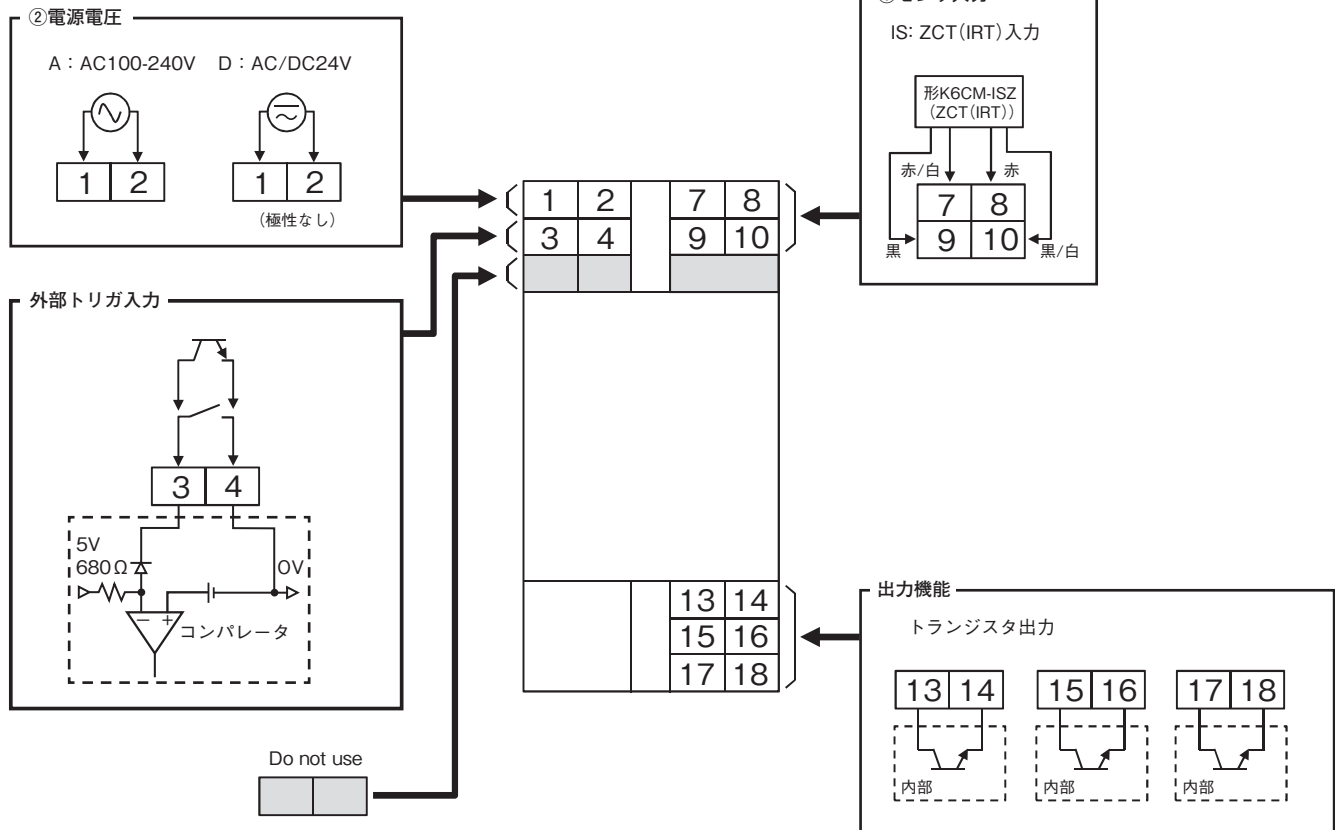 ②電源電圧
A：AC100-240V D：AC/DC24V
1 2
1 2
（極性なし）
IS: ZCT(IRT)入力
形K6CM-ISZ
(ZCT(IRT))
赤/白
赤
7 8
9 10
黒
黒/白
1 2 7 8
3 4 9 10
外部トリガ入力
3 4
5V
680Ω
0V
− +
コンパレータ
13 14
15 16
17 18
出力機能
トランジスタ出力
13 14
15 16
17 18
内部
内部
内部
Do not use